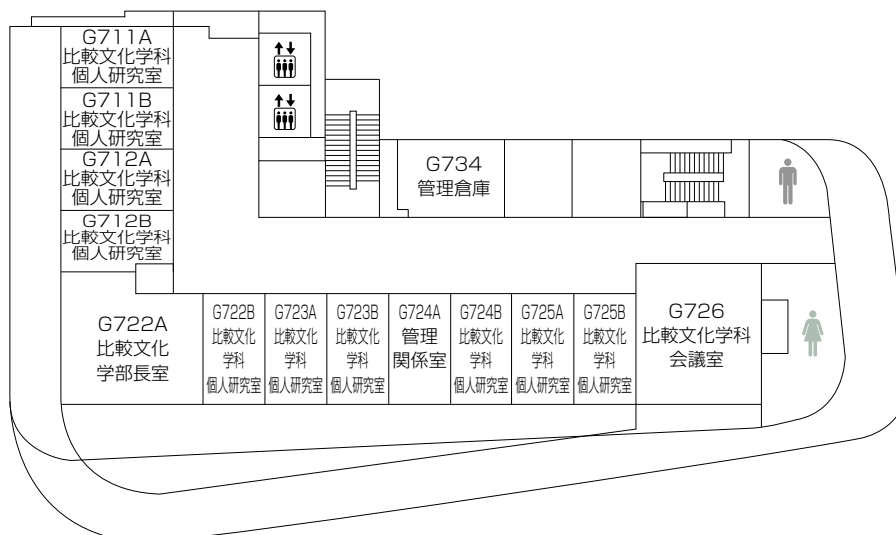 G711A
比較文化学科
個人研究室
G711B
比較文化学科
個人研究室
G712A
比較文化学科
個人研究室
G712B
比較文化学科
個人研究室
G734
管理倉庫
G722A
比較文化
学部長室
G722B
比較文化
学科
個人研究室
G723A
比較文化
学科
個人研究室
G723B
比較文化
学科
個人研究室
G724A
管理
関係室
G724B
比較文化
学科
個人研究室
G725A
比較文化
学科
個人研究室
G725B
比較文化
学科
個人研究室
G726
比較文化学科
会議室